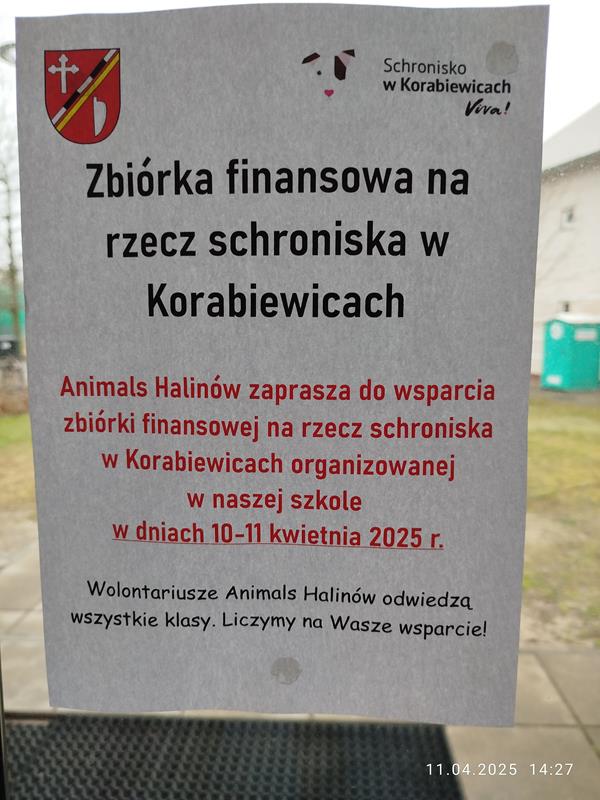 Schronisko
w Korabiewicach
Viva!
Zbiórka finansowa na
rzecz schroniska w
Korabiewicach
Animals Halinów zaprasza do wsparcia
zbiórki finansowej na rzecz schroniska
w Korabiewicach organizowanej
w naszej szkole
w dniach 10-11 kwietnia 2025 r.
Wolontariusze Animals Halinów odwiedzą
wszystkie klasy. Liczymy na Wasze wsparcie!
11.04.2025 14:27